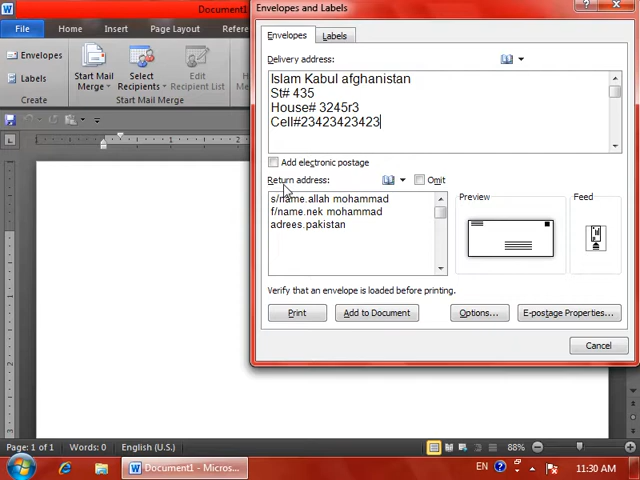 Document1
Envelopes and Labels
File
Home
Insert
Page Layout
Refere
Envelopes
Labels
Create
Start Mail
Merge
Select
Recipients
Edit
Recipient List
Envelopes
Labels
Delivery address:
Islam Kabul afghanistan
St# 435
House# 3245r3
Cell#23423423423
Add electronic postage
Return address:
Omit
s/name.allah mohammad
f/name.nek mohammad
adrees.pakistan
Preview
Feed
Verify that an envelope is loaded before printing.
Print
Add to Document
Options...
E-postage Properties...
Cancel
Page: 1 of 1
Words: 0
English (U.S.)
88%
Document1 - Micros...
EN
11:30 AM